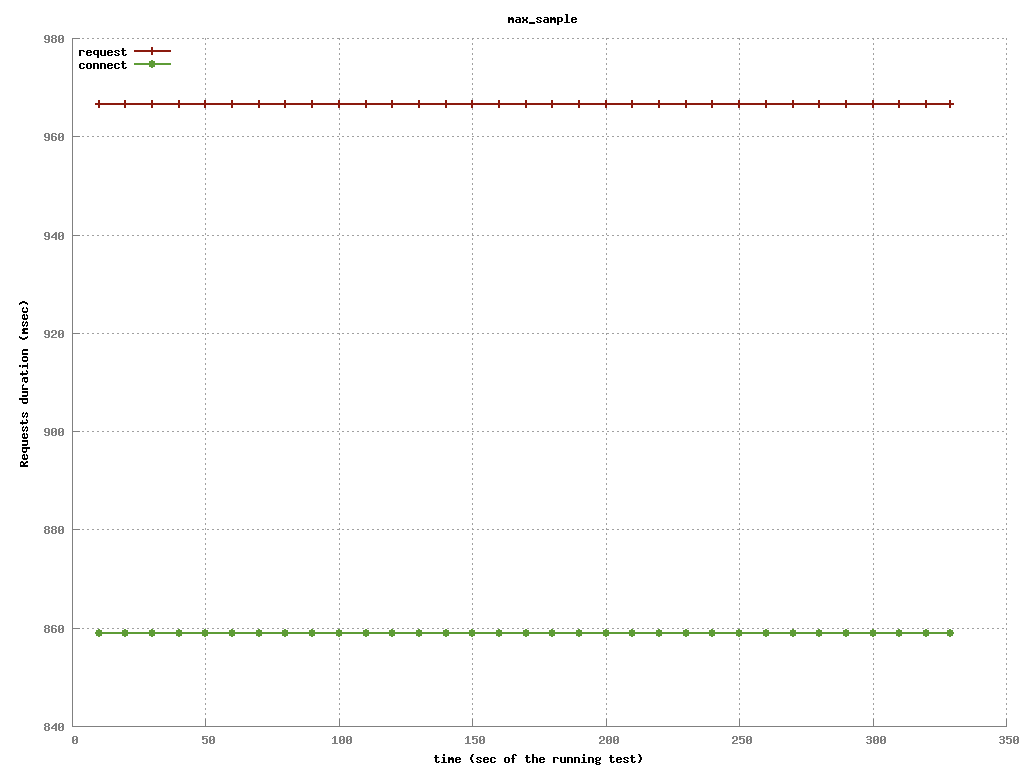 max_sample
980
960
940
920
900
880
860
840
request
connect
Requests duration (msec)
0 50 100 150 200 250 300 350
time (sec of the running test)